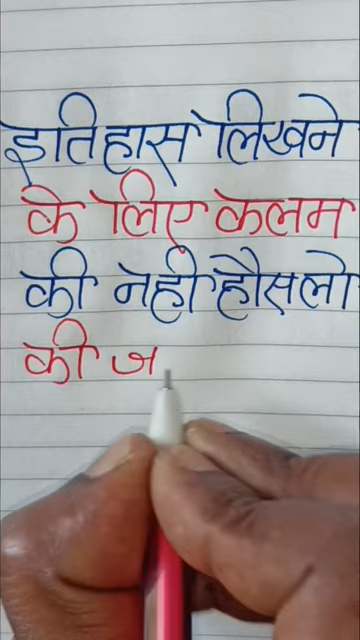 इतिहास लिखने
के लिए कलम
की नही हौसलो
की ज